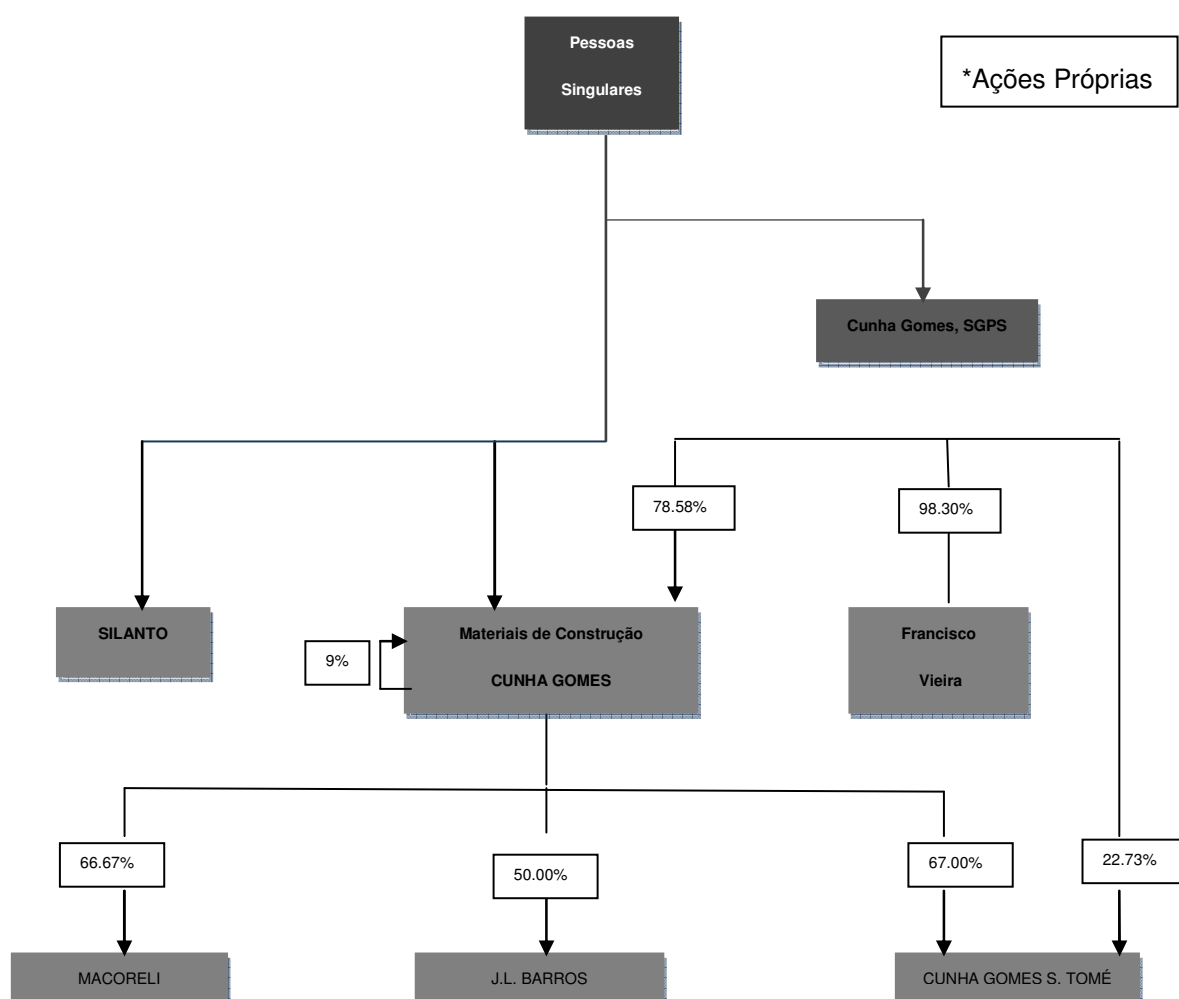 Pessoas
Singulares
*Ações Próprias
Cunha Gomes, SGPS
78.58%
98.30%
SILANTO
Materiais de Construção
CUNHA GOMES
9%
Francisco
Vieira
66.67%
50.00%
67.00%
22.73%
MACORELI
J.L. BARROS
CUNHA GOMES S. TOMÉ